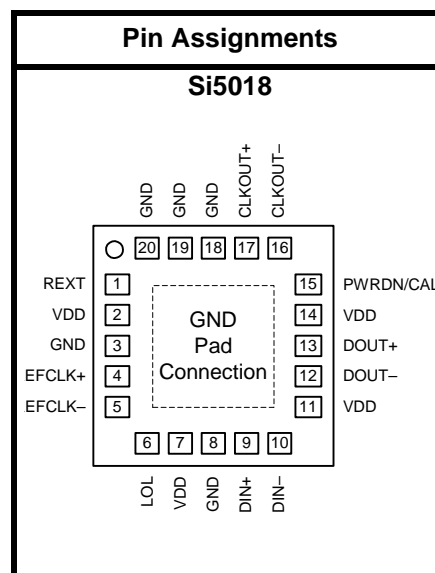 Pin Assignments
Si5018
GND
GND
GND
CLKOUT+
CLKOUT–
20
19
18
17
16
REXT
1
VDD
2
GND
3
EFCLK+
4
EFCLK–
5
GND
Pad
Connection
15
PWRDN/CAL
14
VDD
13
DOUT+
12
DOUT–
11
VDD
6
7
8
9
10
LOL
VDD
GND
DIN+
DIN–